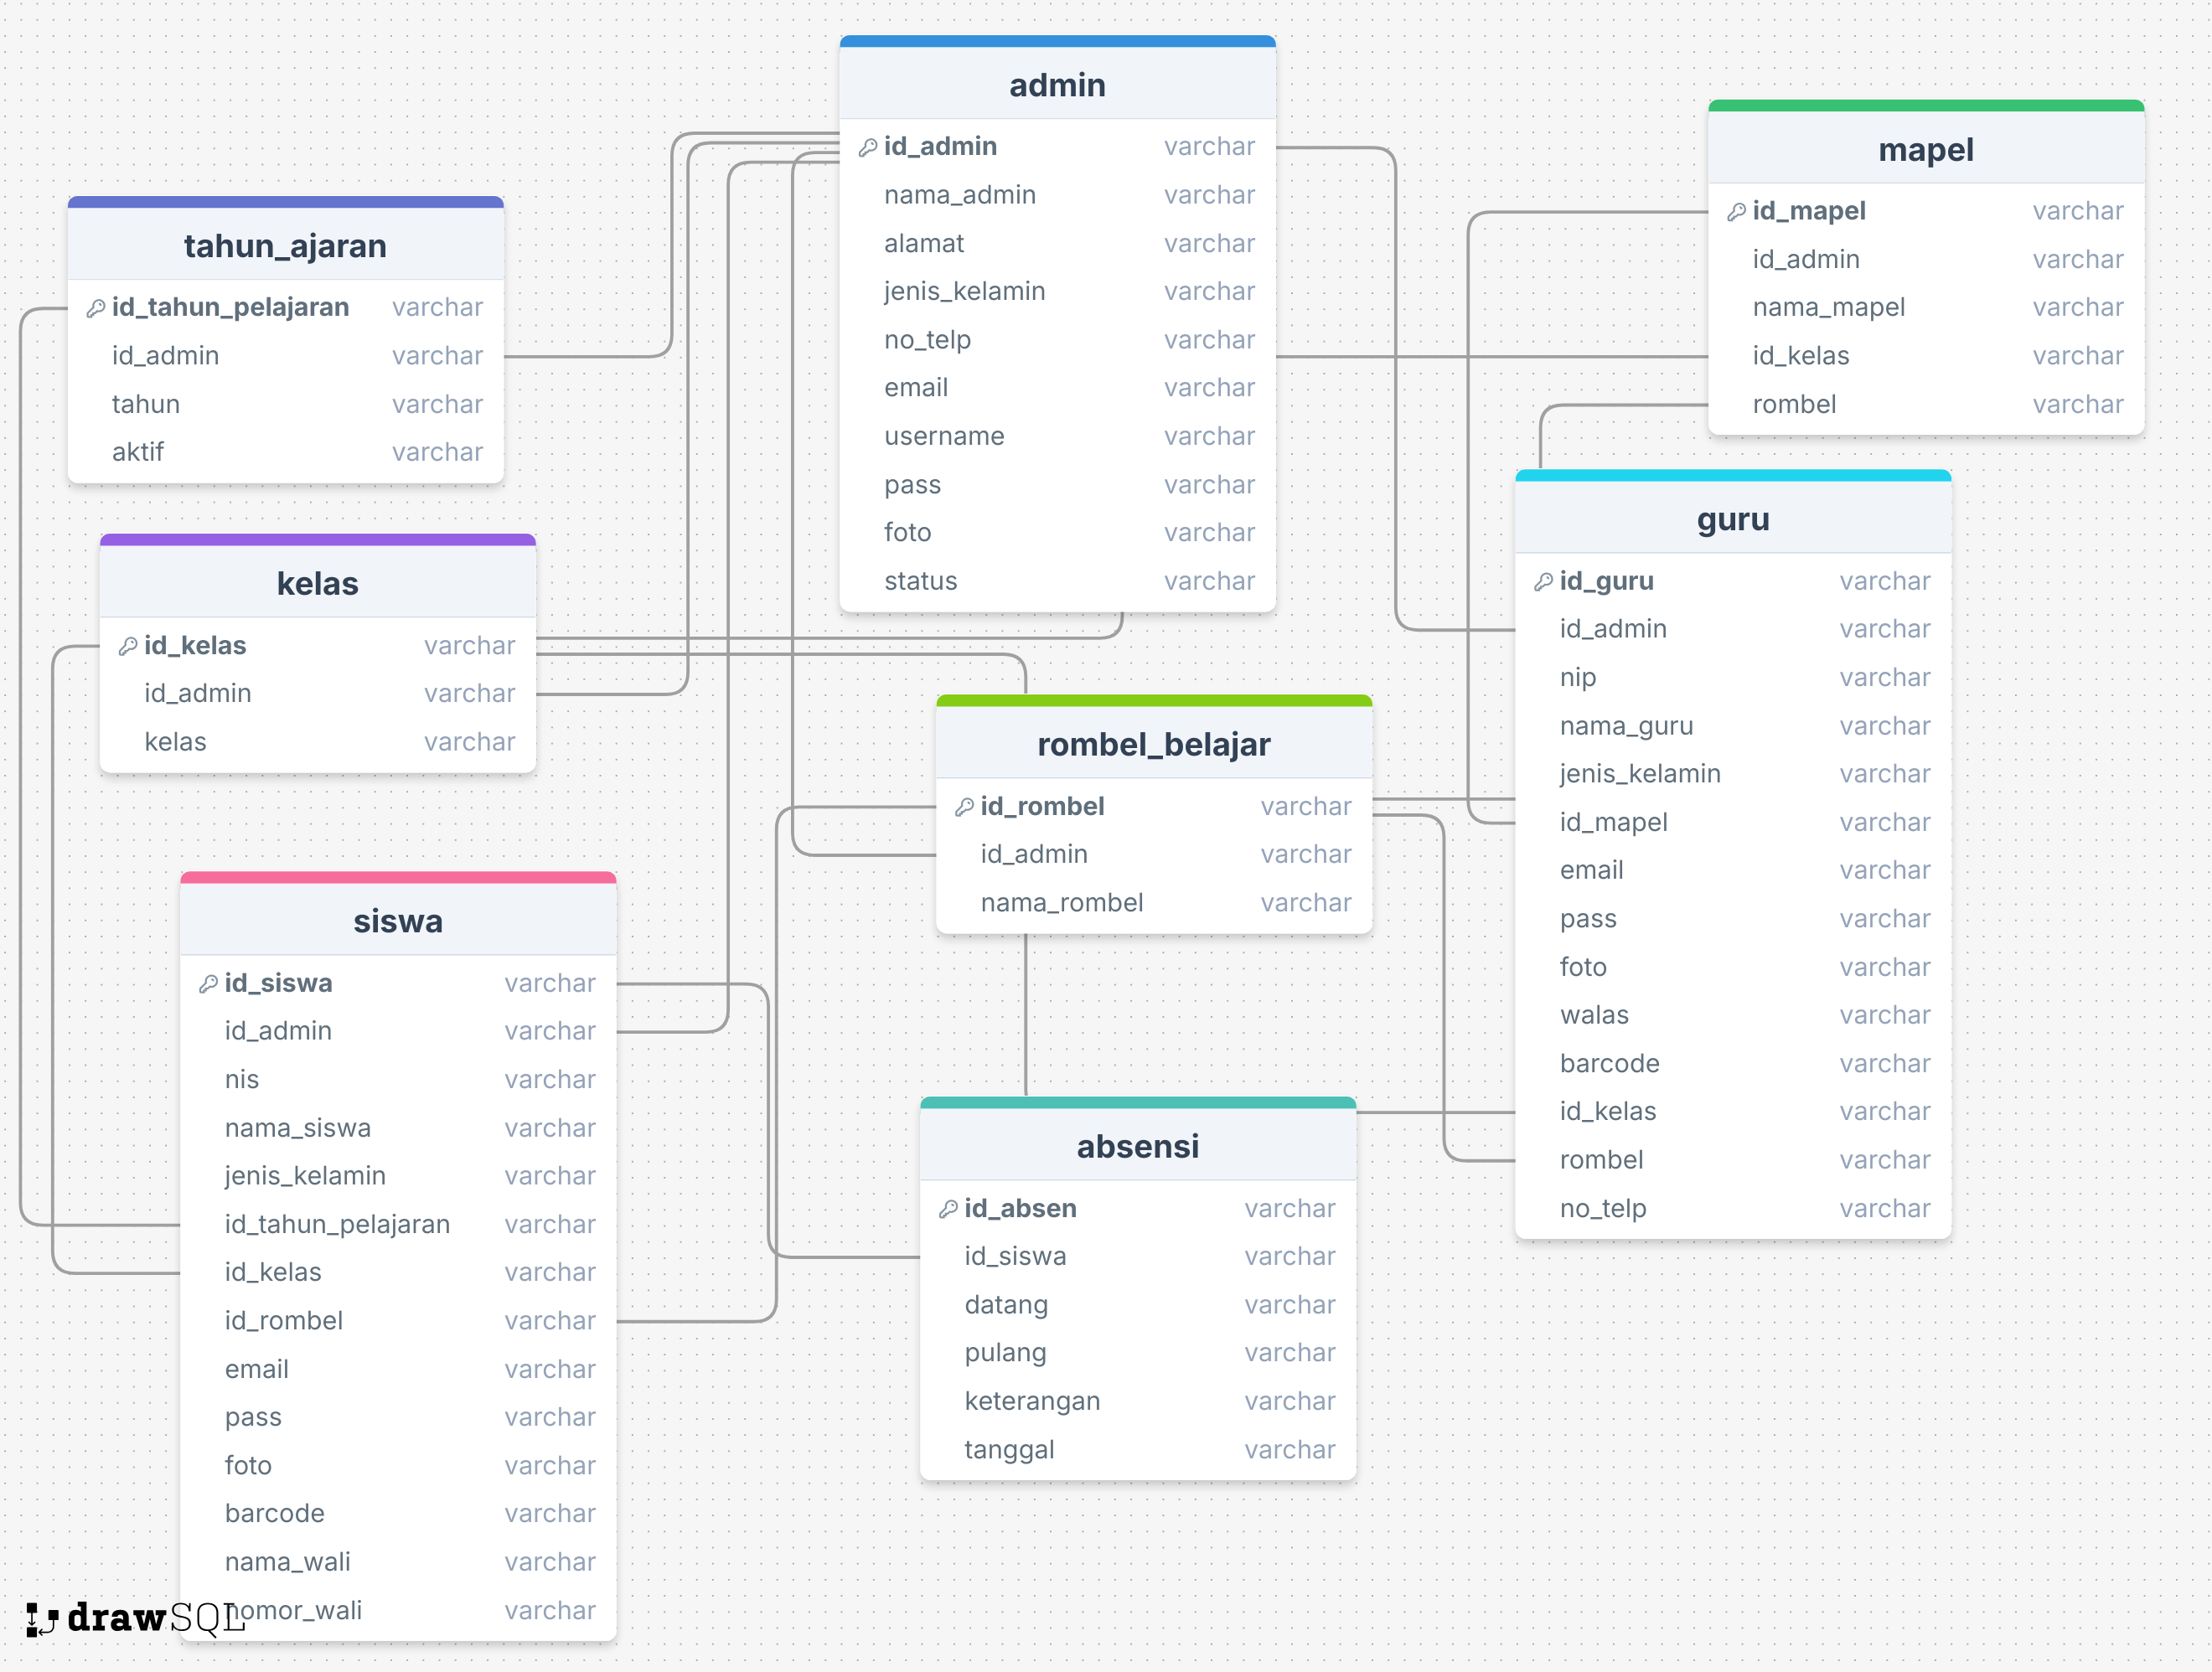 admin
id_admin varchar
nama_admin varchar
alamat varchar
jenis_kelamin varchar
no_telp varchar
email varchar
username varchar
pass varchar
foto varchar
status varchar
mapel
id_mapel varchar
id_admin varchar
nama_mapel varchar
id_kelas varchar
rombel varchar
tahun_ajaran
id_tahun_pelajaran varchar
id_admin varchar
tahun varchar
aktif varchar
guru
id_guru varchar
id_admin varchar
nip varchar
nama_guru varchar
jenis_kelamin varchar
id_mapel varchar
email varchar
pass varchar
foto varchar
walas varchar
barcode varchar
id_kelas varchar
rombel varchar
no_telp varchar
kelas
id_kelas varchar
id_admin varchar
kelas varchar
rombel_belajar
id_rombel varchar
id_admin varchar
nama_rombel varchar
siswa
id_siswa varchar
id_admin varchar
nis varchar
nama_siswa varchar
jenis_kelamin varchar
id_tahun_pelajaran varchar
id_kelas varchar
id_rombel varchar
email varchar
pass varchar
foto varchar
barcode varchar
nama_wali varchar
nomor_wali varchar
absensi
id_absen varchar
id_siswa varchar
datang varchar
pulang varchar
keterangan varchar
tanggal varchar
drawSQL